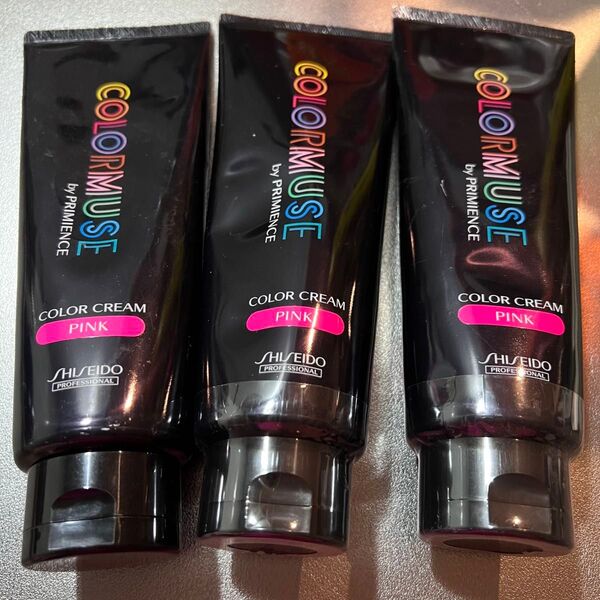 COLORMUSE
by PRIMIENCE
COLOR CREAM
PINK
SHISEIDO
PROFESSIONAL
COLORMUSE
by PRIMIENCE
COLOR CREAM
PINK
SHISEIDO
PROFESSIONAL
COLORMUSE
by PRIMIENCE
COLOR CREAM
PINK
SHISEIDO
PROFESSIONAL